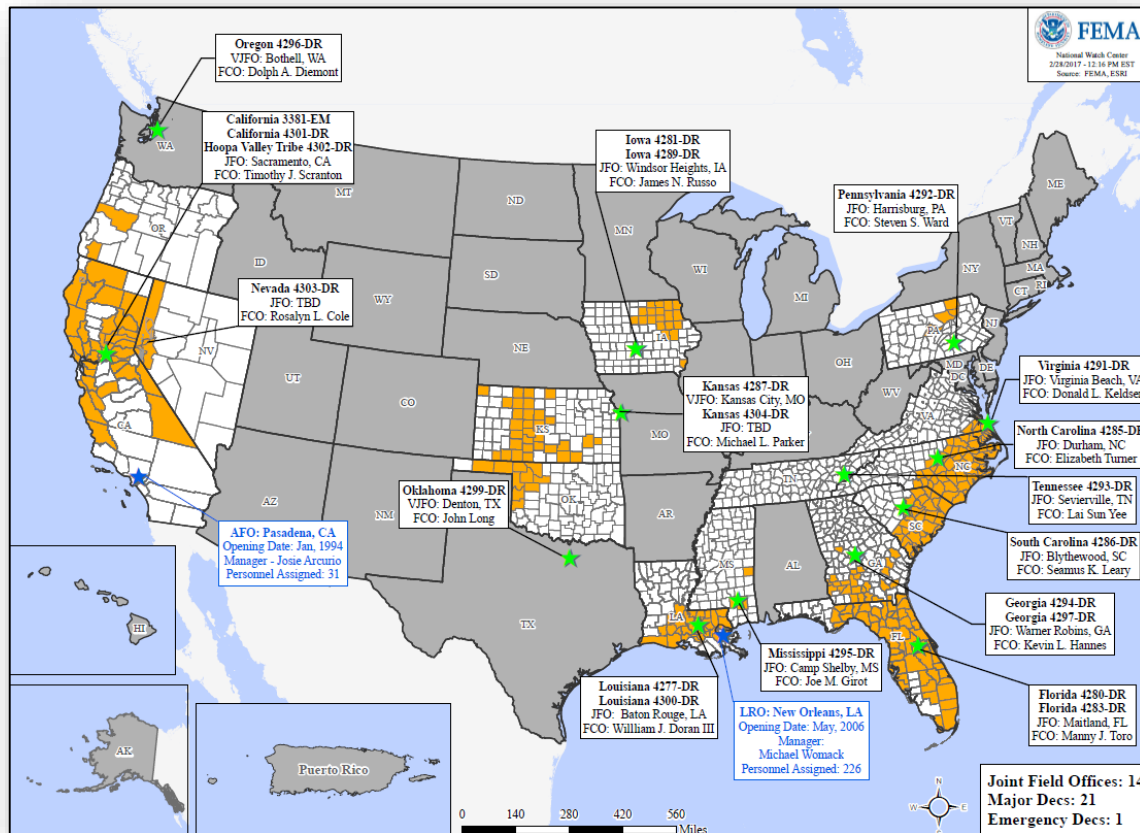 FEMA
National Watch Center
2/28/2017 - 12:16 PM EST
Source: FEMA, ESRI
Oregon 4296-DR
VJFO: Bothell, WA
FCO: Dolph A. Diemont
California 3381-EM
California 4301-DR
Hoopa Valley Tribe 4302-DR
JFO: Sacramento, CA
FCO: Timothy J. Scranton
Nevada 4303-DR
JFO: TBD
FCO: Rosalyn L. Cole
Iowa 4281-DR
Iowa 4289-DR
JFO: Windsor Heights, IA
FCO: James N. Russo
Pennsylvania 4292-DR
JFO: Harrisburg, PA
FCO: Steven S. Ward
Kansas 4287-DR
VJFO: Kansas City, MO
Kansas 4304-DR
JFO: TBD
FCO: Michael L. Parker
Virginia 4291-DR
JFO: Virginia Beach, VA
FCO: Donald L. Keldsen
North Carolina 4285-DR
JFO: Durham, NC
FCO: Elizabeth Turner
Tennessee 4293-DR
JFO: Sevierville, TN
FCO: Lai Sun Yee
South Carolina 4286-DR
JFO: Blythewood, SC
FCO: Seamus K. Leary
Georgia 4294-DR
Georgia 4297-DR
JFO: Warner Robins, GA
FCO: Kevin L. Hannes
Florida 4280-DR
Florida 4283-DR
JFO: Maitland, FL
FCO: Manny J. Toro
Oklahoma 4299-DR
VJFO: Denton, TX
FCO: John Long
AFO: Pasadena, CA
Opening Date: Jan, 1994
Manager - Josie Arcurio
Personnel Assigned: 31
Mississippi 4295-DR
JFO: Camp Shelby, MS
FCO: Joe M. Girot
Louisiana 4277-DR
Louisiana 4300-DR
JFO: Baton Rouge, LA
FCO: Willliam J. Doran III
LRO: New Orleans, LA
Opening Date: May, 2006
Manager:
Michael Womack
Personnel Assigned: 226
WA
OR
CA
NV
ID
MT
WY
UT
AZ
CO
NM
ND
SD
NE
KS
OK
TX
MN
IA
MO
AR
LA
WI
MI
MS
AL
TN
OH
WV
VA
NC
SC
GA
FL
PA
NY
NJ
MD
DC
DE
CT
RI
MA
VT
NH
ME
HI
AK
Puerto Rico
0 140 280 420 560
Miles
N
W E
S
Joint Field Offices: 14
Major Decs: 21
Emergency Decs: 1